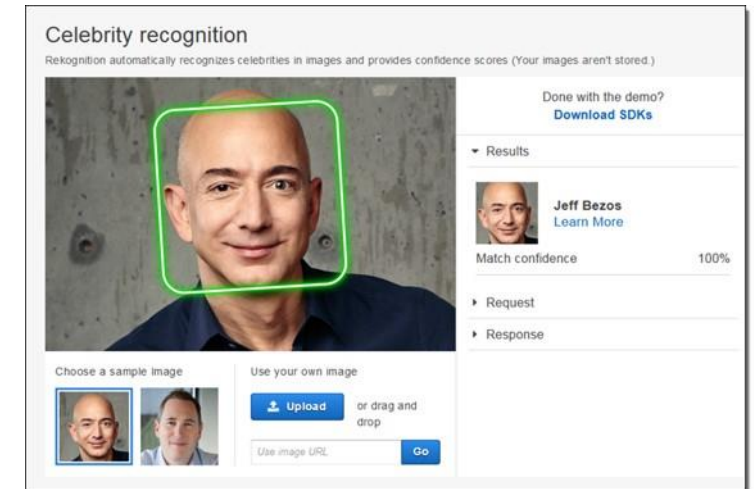 Celebrity recognition
Rekognition automatically recognizes celebrities in images and provides confidence scores (Your images aren't stored.)
Done with the demo?
Download SDKs
Results
Jeff Bezos
Learn More
Match confidence 100%
Request
Response
Choose a sample image
Use your own image
Upload
or drag and
drop
Use image URL
Go